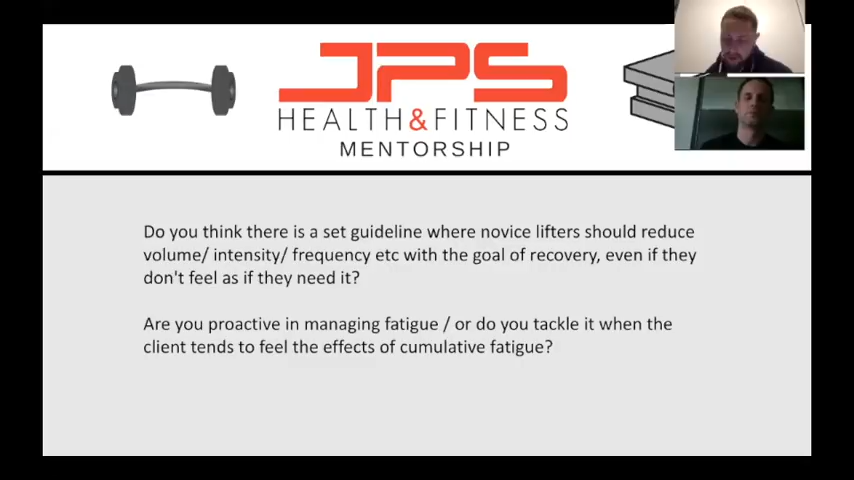 JPS
HEALTH&FITNESS
MENTORSHIP
Do you think there is a set guideline where novice lifters should reduce
volume/ intensity/ frequency etc with the goal of recovery, even if they
don't feel as if they need it?
Are you proactive in managing fatigue / or do you tackle it when the
client tends to feel the effects of cumulative fatigue?